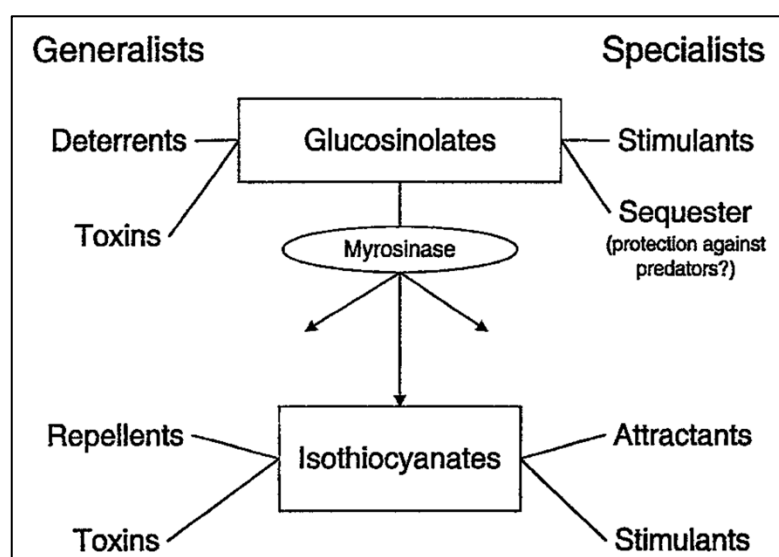 Generalists
Specialists
Deterrents
Glucosinolates
Stimulants
Toxins
Sequester
(protection against
predators?)
Myrosinase
Repellents
Isothiocyanates
Attractants
Toxins
Stimulants